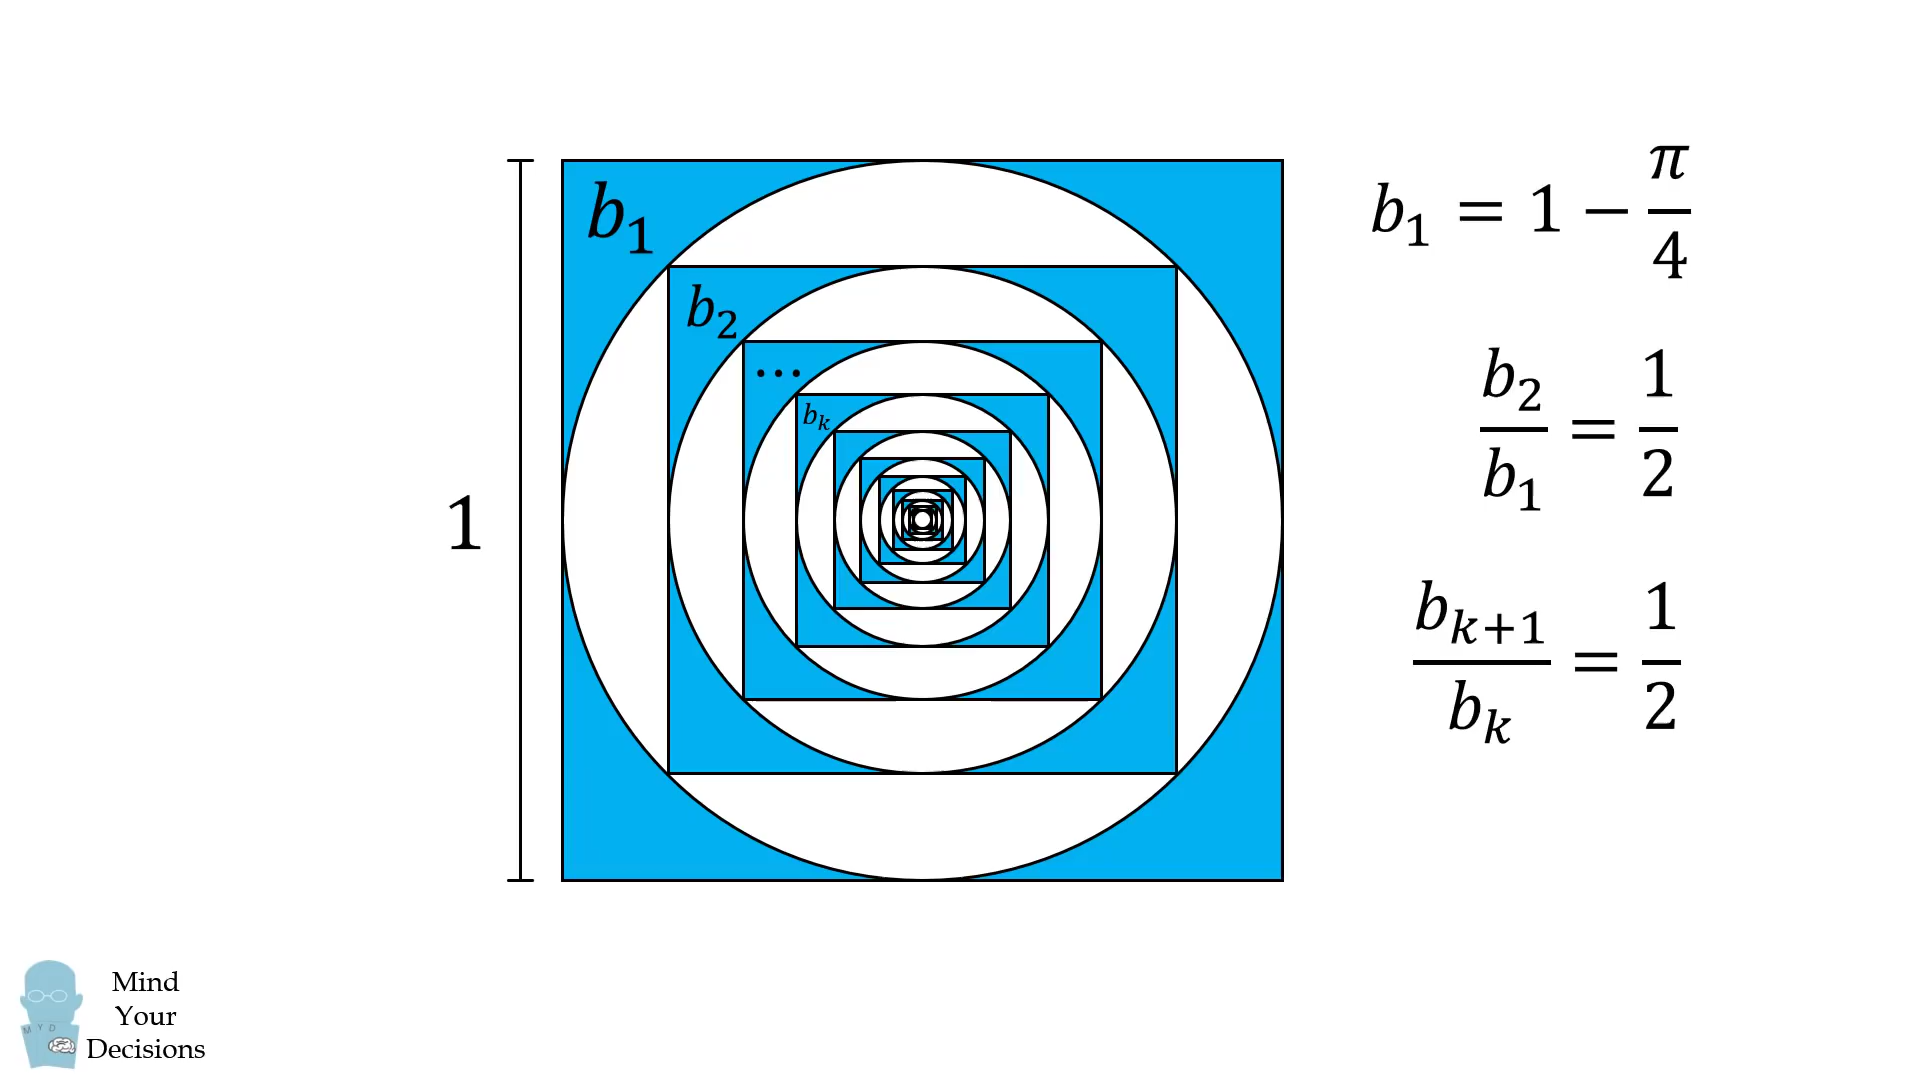 b₁
b₂
…
bₖ
1
b₁ = 1 − π/4
b₂/b₁ = 1/2
bₖ₊₁/bₖ = 1/2
M Y D
Mind
Your
Decisions